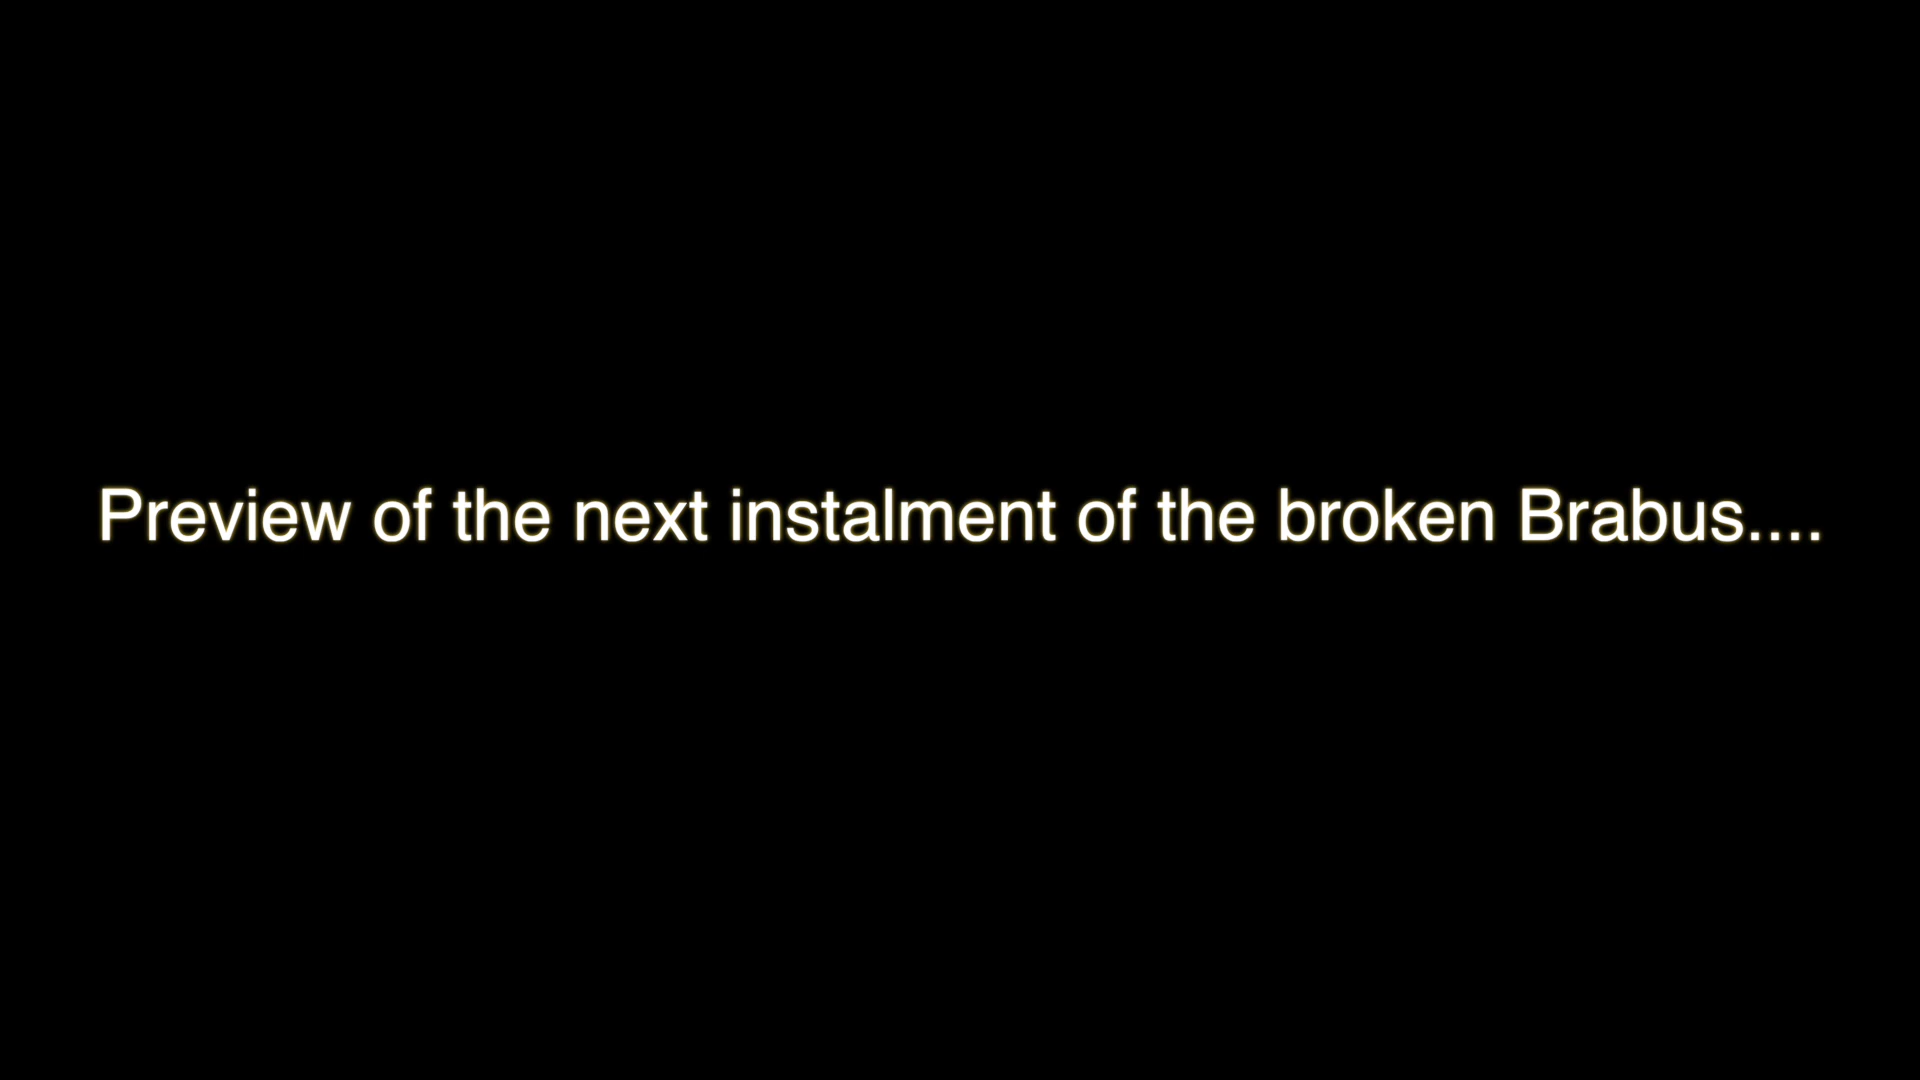 Preview of the next instalment of the broken Brabus....